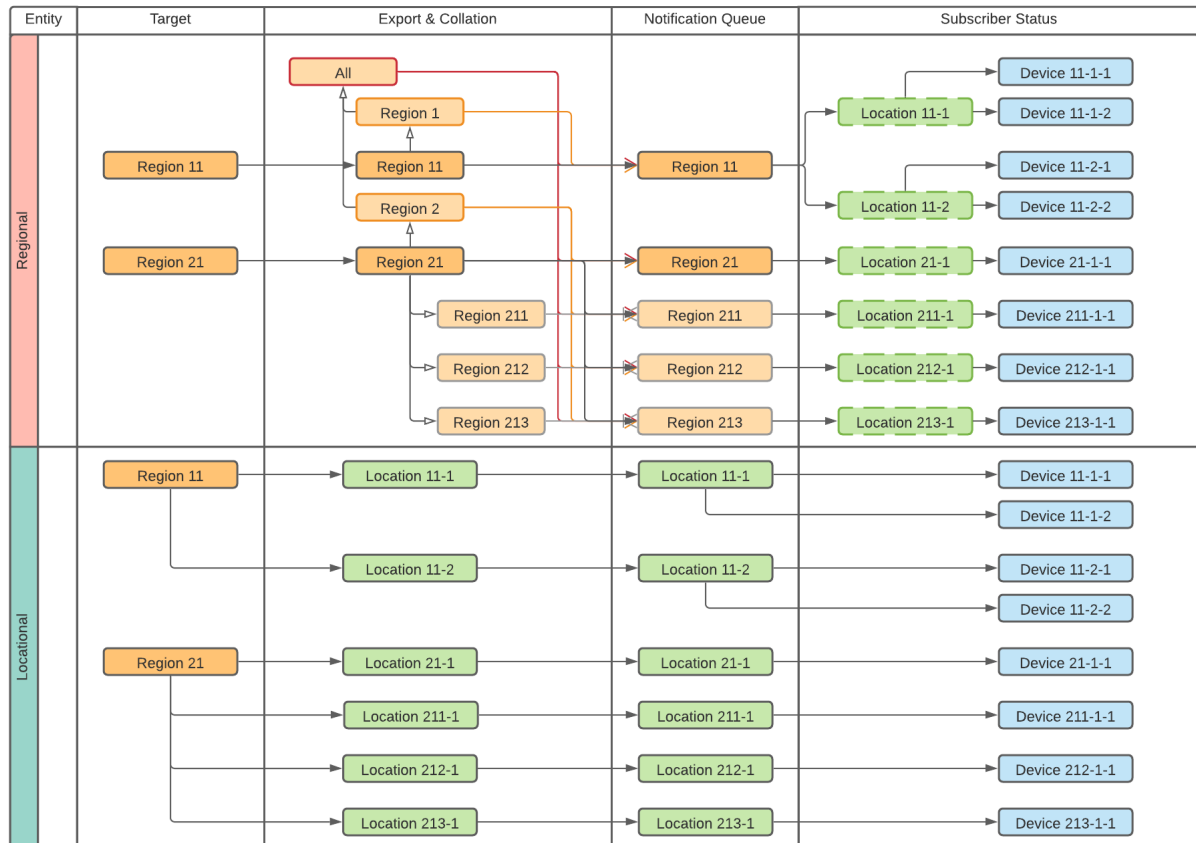 Entity Target Export & Collation Notification Queue Subscriber Status
Regional
All Device 11-1-1
Region 1 Location 11-1 Device 11-1-2
Region 11 Region 11 Region 11 Device 11-2-1
Region 2 Location 11-2 Device 11-2-2
Region 21 Region 21 Region 21 Location 21-1 Device 21-1-1
Region 211 Region 211 Location 211-1 Device 211-1-1
Region 212 Region 212 Location 212-1 Device 212-1-1
Region 213 Region 213 Location 213-1 Device 213-1-1
Locational
Region 11 Location 11-1 Location 11-1 Device 11-1-1
Device 11-1-2
Location 11-2 Location 11-2 Device 11-2-1
Device 11-2-2
Region 21 Location 21-1 Location 21-1 Device 21-1-1
Location 211-1 Location 211-1 Device 211-1-1
Location 212-1 Location 212-1 Device 212-1-1
Location 213-1 Location 213-1 Device 213-1-1